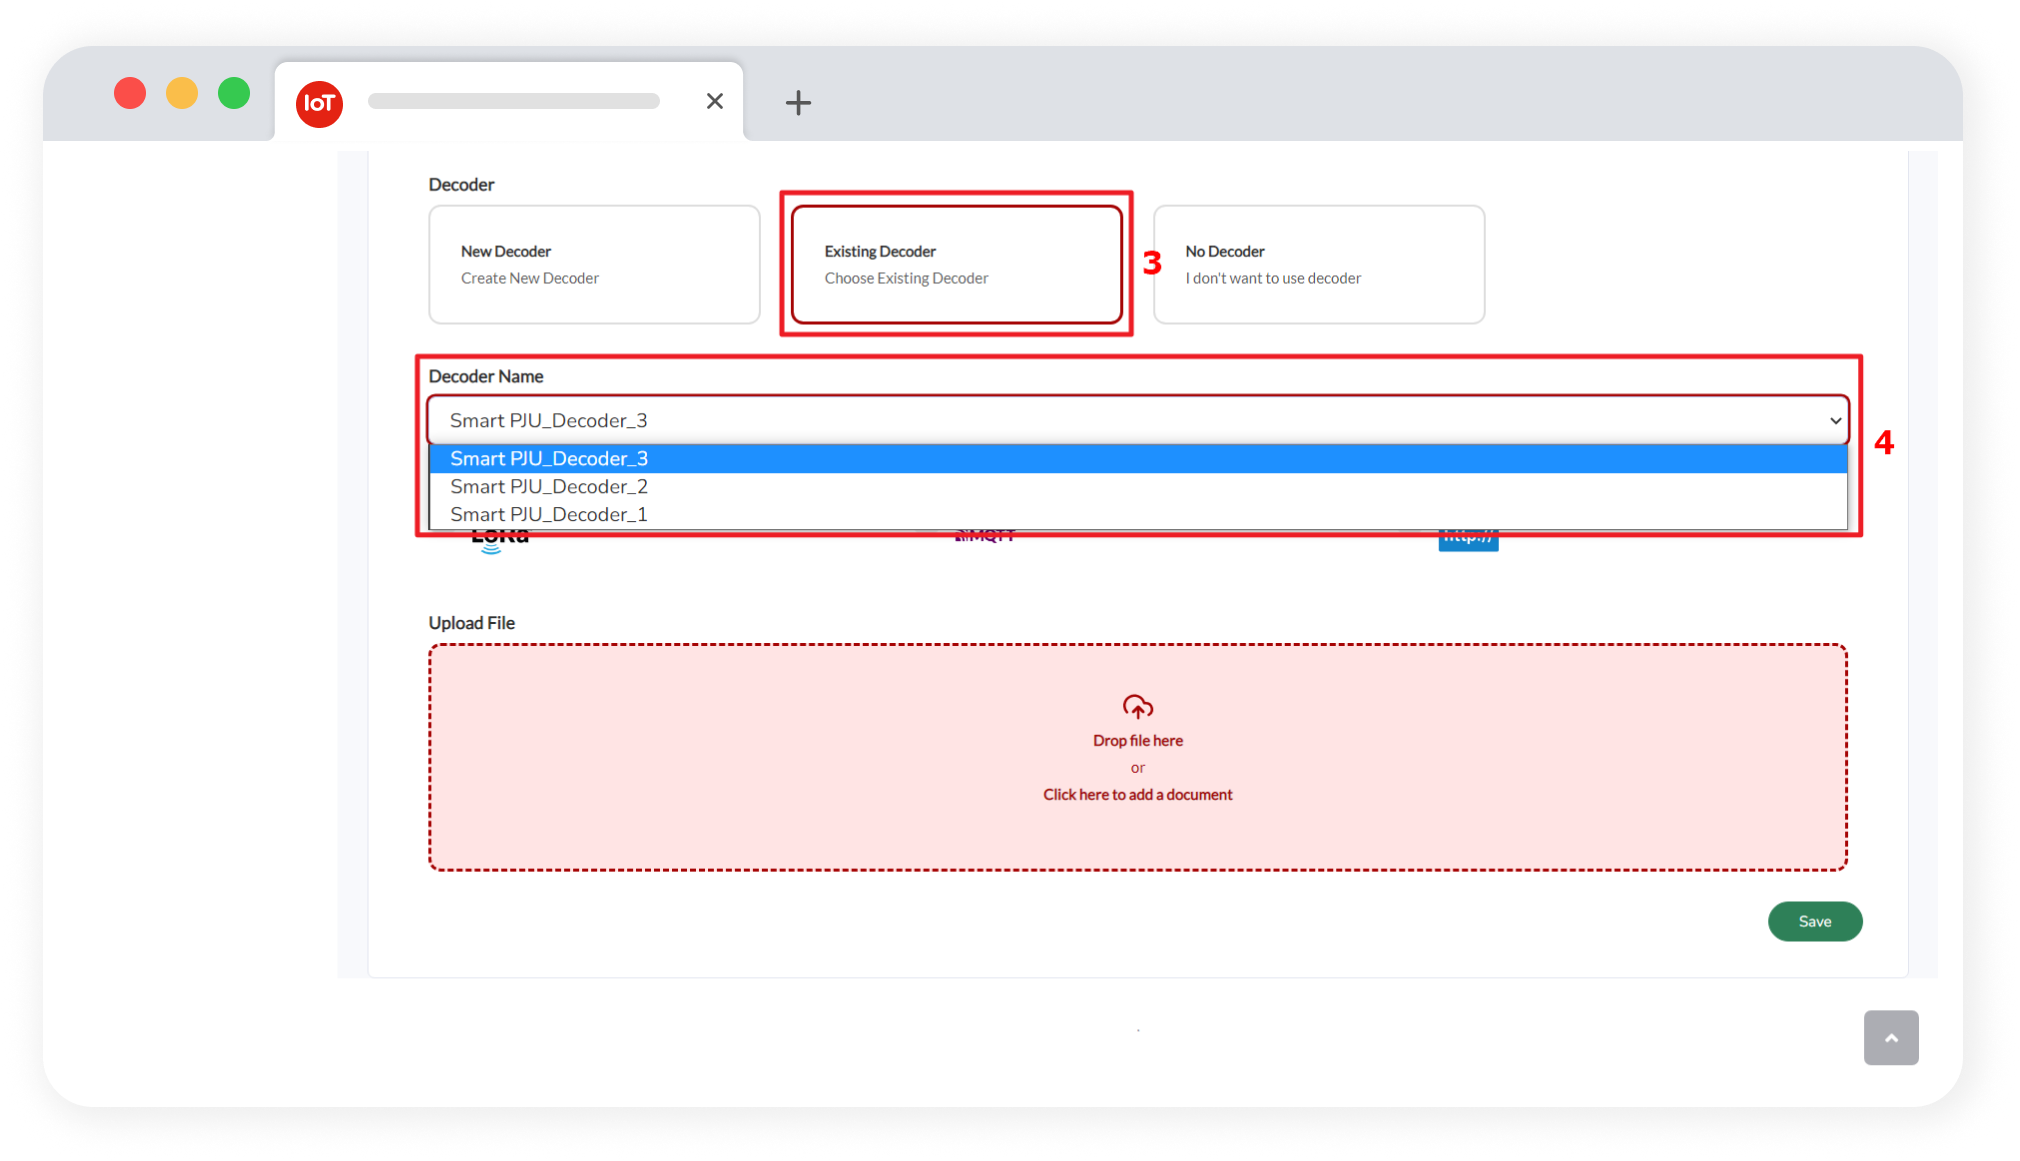 IoT
Decoder
New Decoder
Create New Decoder
Existing Decoder
Choose Existing Decoder
3
No Decoder
I don't want to use decoder
Decoder Name
Smart PJU_Decoder_3
Smart PJU_Decoder_3
Smart PJU_Decoder_2
Smart PJU_Decoder_1
4
LoRa
MQTT
http://
Upload File
Drop file here
or
Click here to add a document
Save